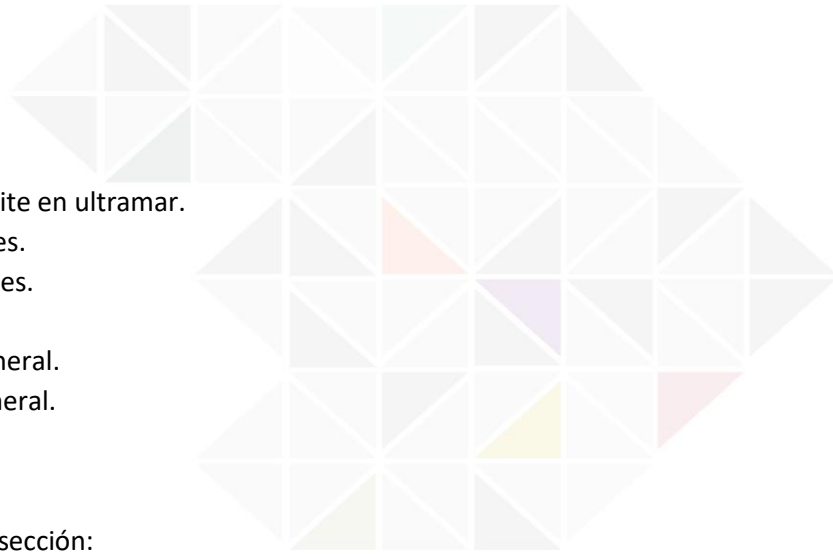 ite en ultramar.
es.
es.
neral.
neral.
sección: